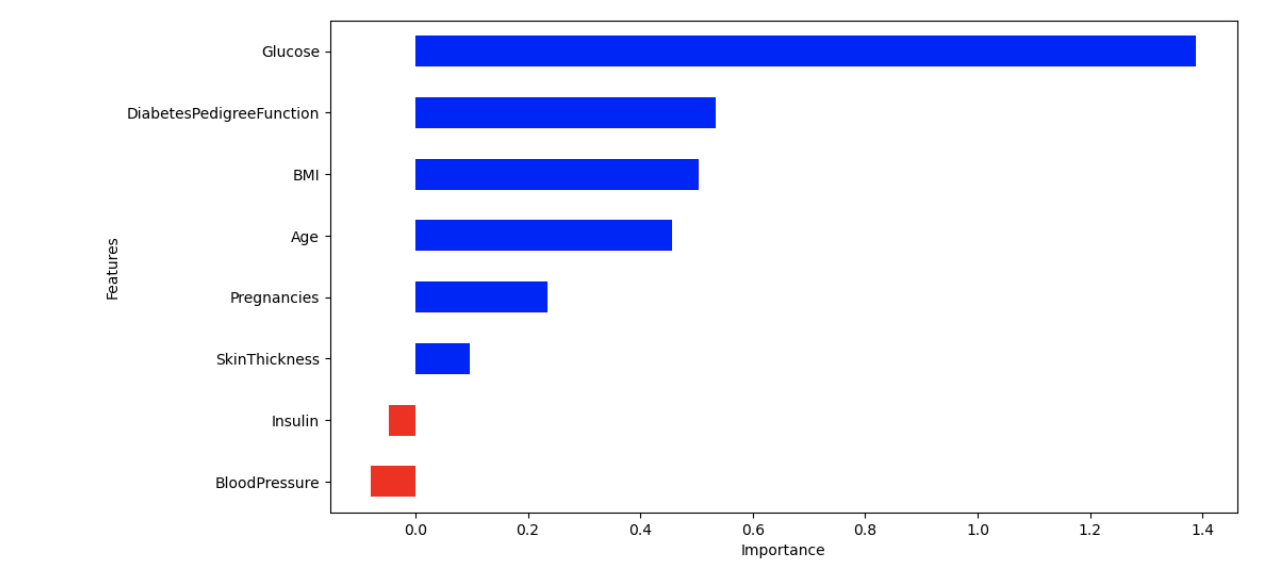 Glucose
DiabetesPedigreeFunction
BMI
Age
Pregnancies
SkinThickness
Insulin
BloodPressure
Features
0.0 0.2 0.4 0.6 0.8 1.0 1.2 1.4
Importance